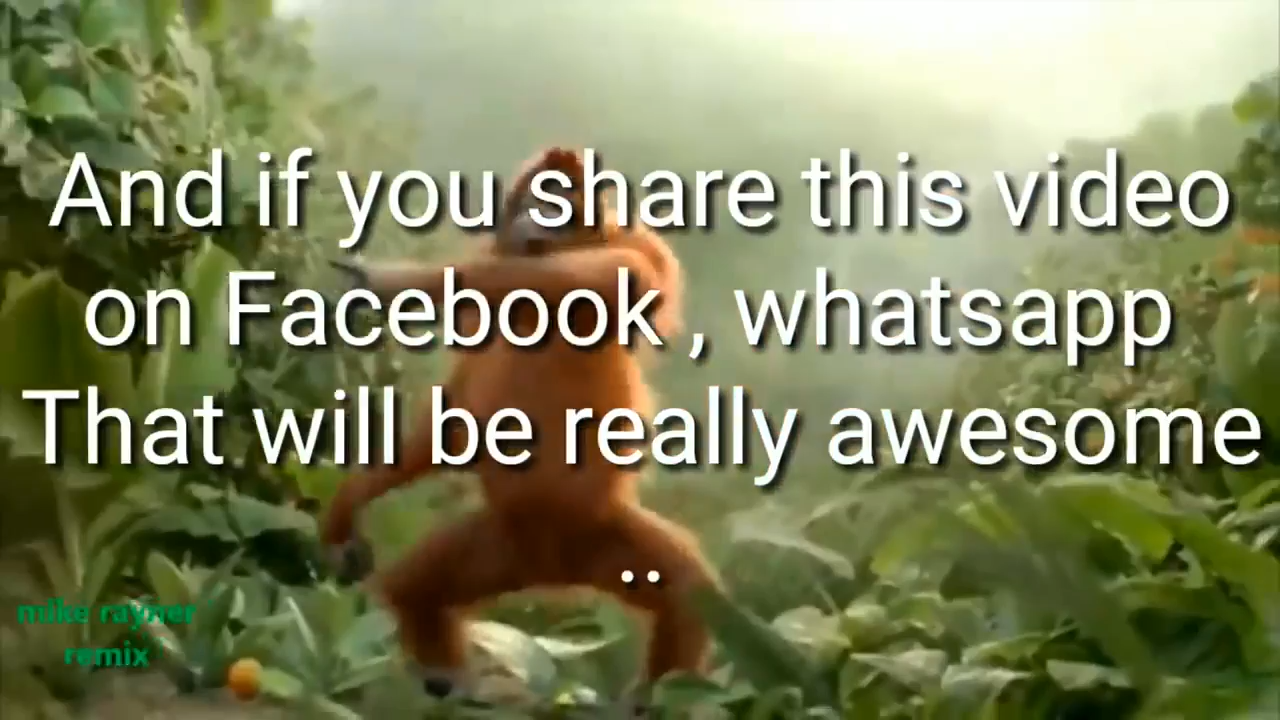 And if you share this video
on Facebook , whatsapp
That will be really awesome
..
mike rayner
remix